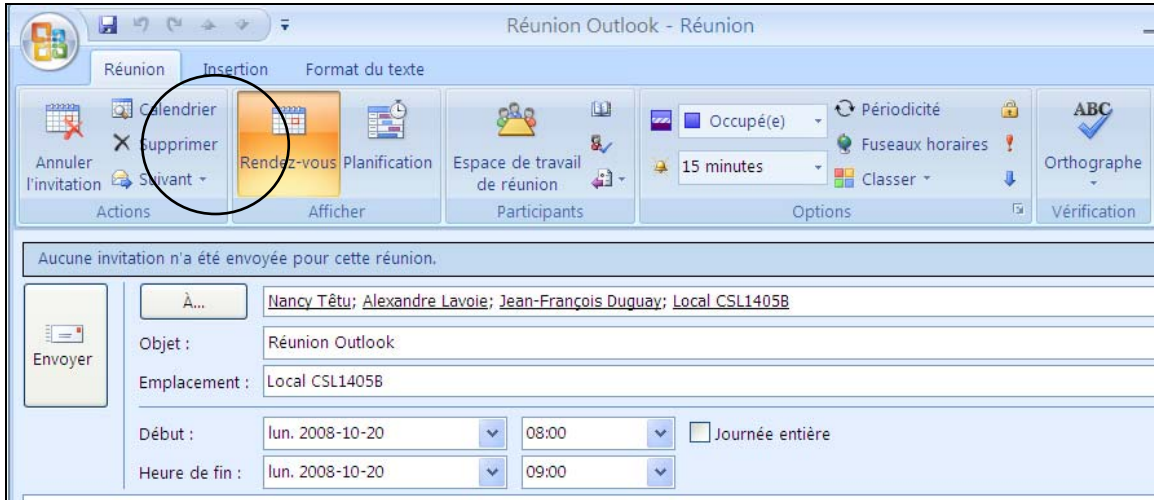 Réunion Outlook - Réunion
Réunion Insertion Format du texte
Annuler l'invitation
Calendrier
Supprimer
Suivant
Actions
Rendez-vous Planification
Afficher
Espace de travail de réunion
Participants
Occupé(e)
15 minutes
Périodicité
Fuseaux horaires
Classer
Options
ABC
Orthographe
Vérification
Aucune invitation n'a été envoyée pour cette réunion.
Envoyer
À... Nancy Têtu; Alexandre Lavoie; Jean-François Duguay; Local CSL1405B
Objet : Réunion Outlook
Emplacement : Local CSL1405B
Début : lun. 2008-10-20 08:00 Journée entière
Heure de fin : lun. 2008-10-20 09:00